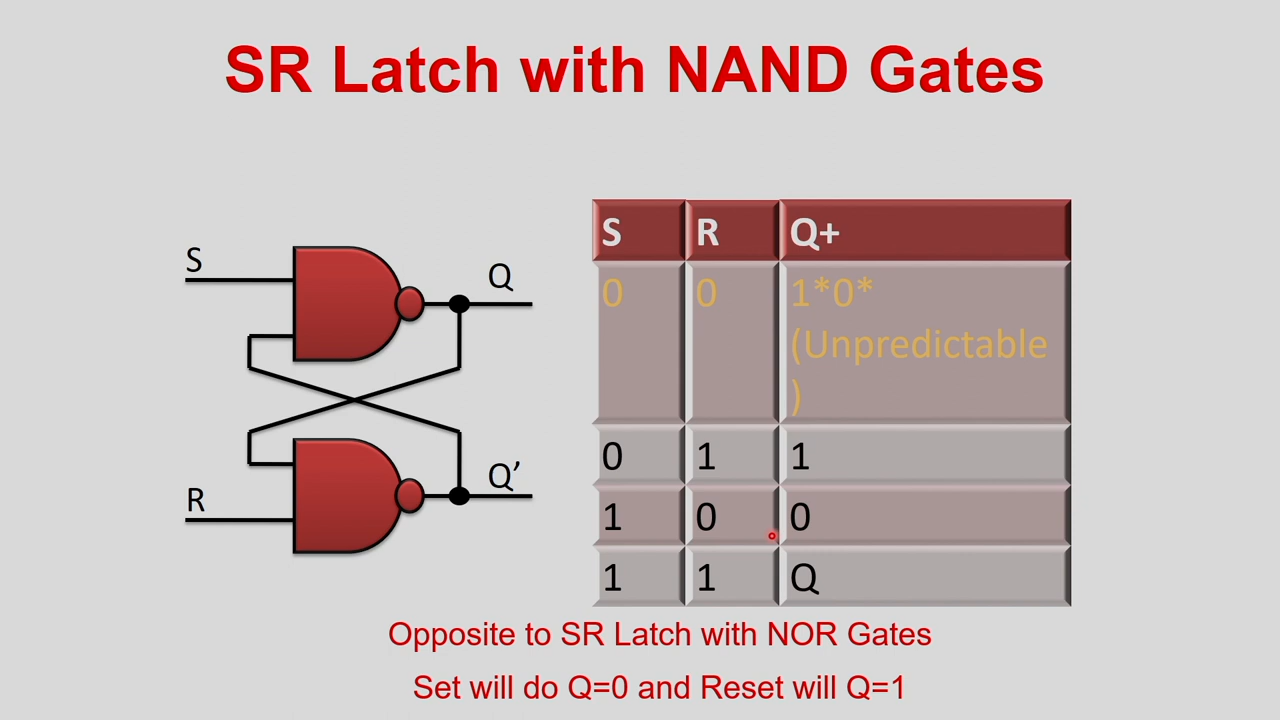 SR Latch with NAND Gates
S
Q
R
Q’
S R Q+
0 0 1*0*
(Unpredictable
)
0 1 1
1 0 0
1 1 Q
Opposite to SR Latch with NOR Gates
Set will do Q=0 and Reset will Q=1